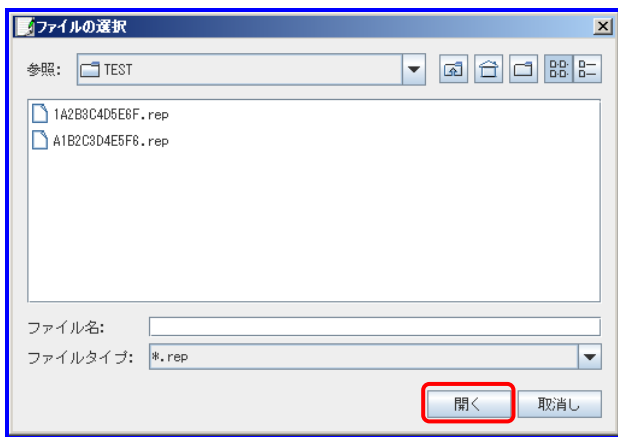 ファイルの選択
参照: TEST
1A2B3C4D5E6F.rep
A1B2C3D4E5F6.rep
ファイル名:
ファイルタイプ: *.rep
開く 取消し